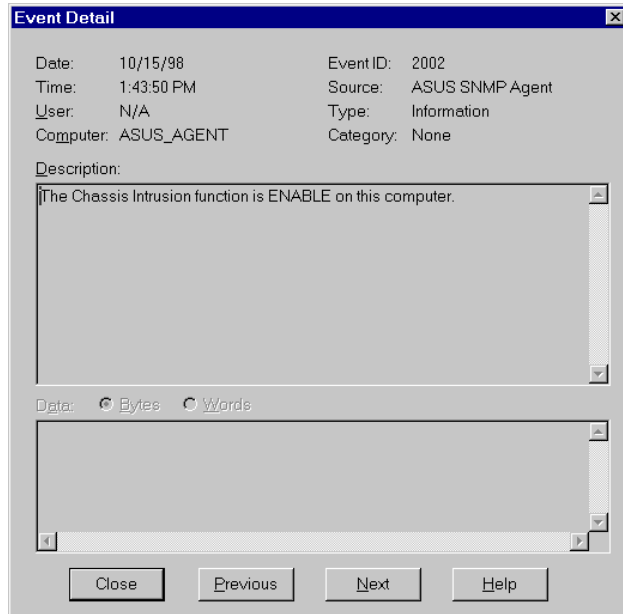 Event Detail
Date: 10/15/98 Event ID: 2002
Time: 1:43:50 PM Source: ASUS SNMP Agent
User: N/A Type: Information
Computer: ASUS_AGENT Category: None
Description:
The Chassis Intrusion function is ENABLE on this computer.
Data: Bytes Words
Close Previous Next Help